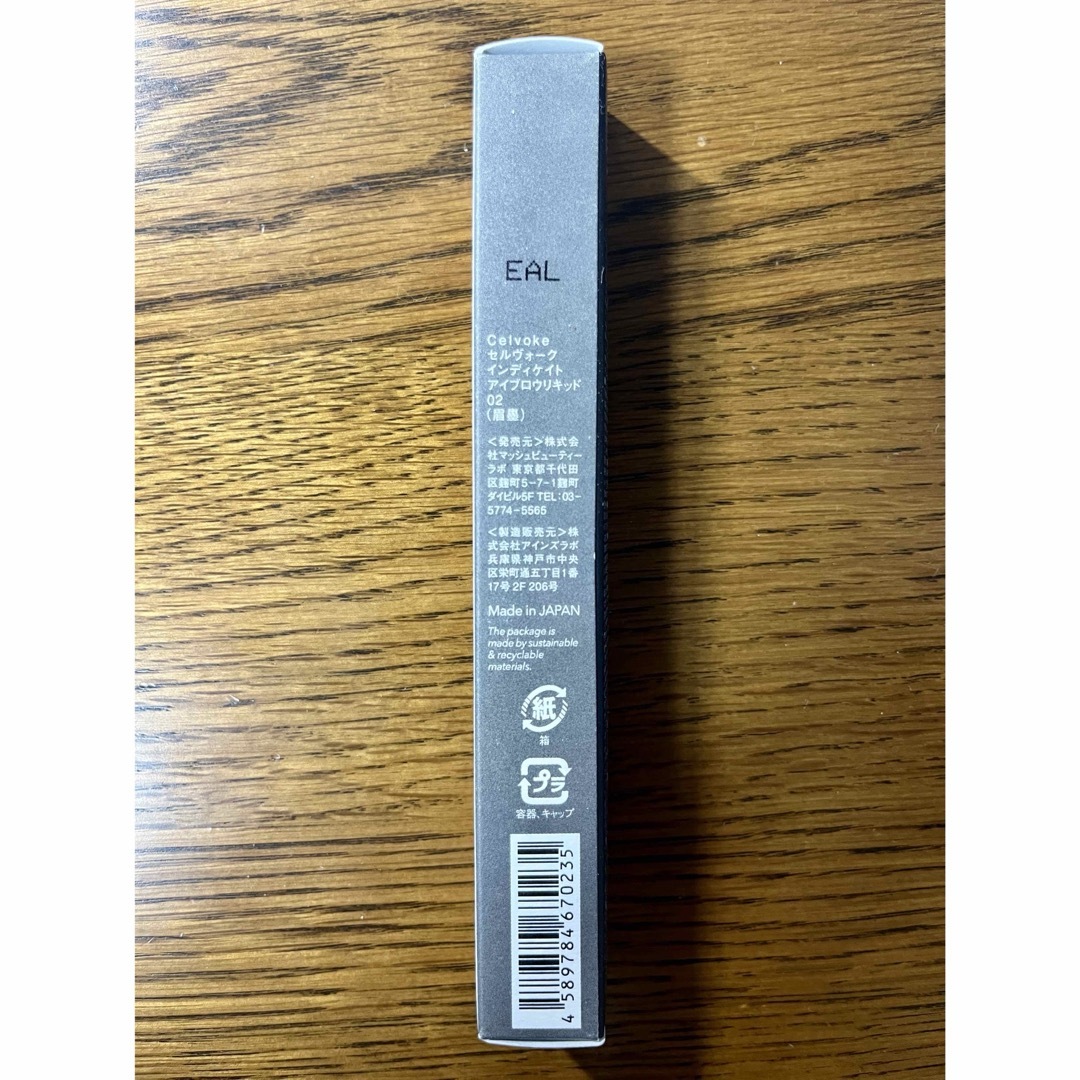 EAL
Celvoke
セルヴォーク
インディケイト
アイブロウリキッド
02
(眉墨)
＜発売元＞株式会
社マッシュビューティー
ラボ 東京都千代田
区麹町5-7-1麹町
ダイビル5F TEL:03-
5774-5565
＜製造販売元＞株
式会社アインズラボ
兵庫県神戸市中央
区栄町通五丁目1番
17号 2F 206号
Made in JAPAN
The package is
made by sustainable
& recyclable
materials.
紙
箱
プラ
容器、キャップ
4 589784 670235